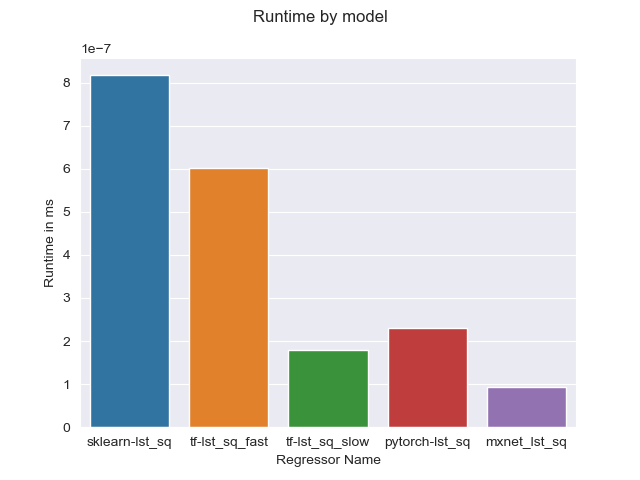 Runtime by model
1e−7
8
7
6
5
4
3
2
1
0
Runtime in ms
sklearn-lst_sq tf-lst_sq_fast tf-lst_sq_slow pytorch-lst_sq mxnet_lst_sq
Regressor Name